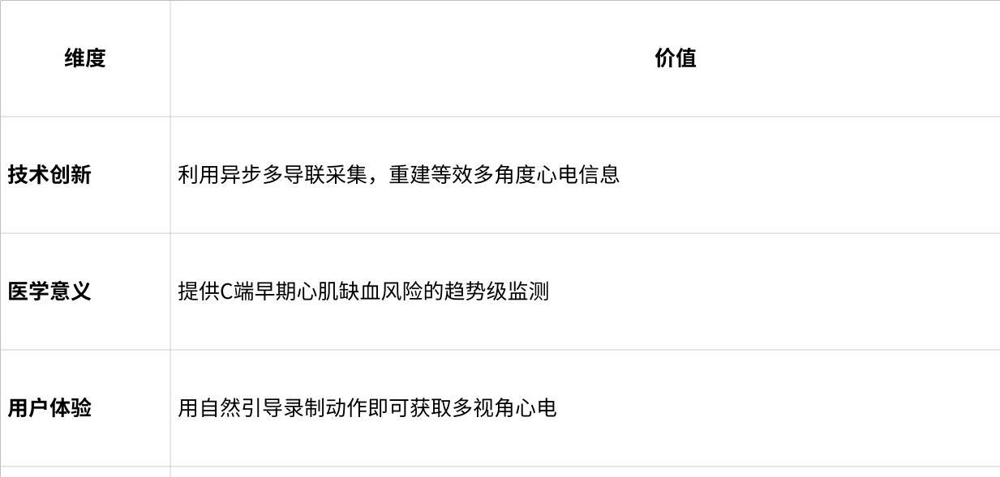 维度
价值
技术创新
利用异步多导联采集，重建等效多角度心电信息
医学意义
提供C端早期心肌缺血风险的趋势级监测
用户体验
用自然引导录制动作即可获取多视角心电